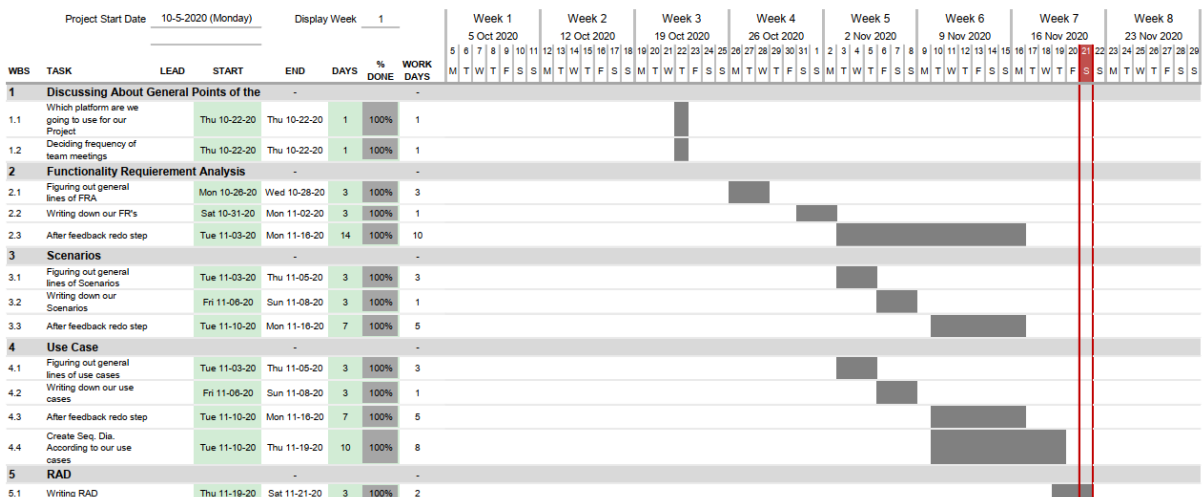 Project Start Date 10-5-2020 (Monday) Display Week 1 Week 1 Week 2 Week 3 Week 4 Week 5 Week 6 Week 7 Week 8
5 Oct 2020 12 Oct 2020 19 Oct 2020 26 Oct 2020 2 Nov 2020 9 Nov 2020 16 Nov 2020 23 Nov 2020
5 6 7 8 9 10 11 12 13 14 15 16 17 18 19 20 21 22 23 24 25 26 27 28 29 30 31 1 2 3 4 5 6 7 8 9 10 11 12 13 14 15 16 17 18 19 20 21 22 23 24 25 26 27 28 29
WBS TASK LEAD START END DAYS % DONE WORK DAYS M T W T F S S M T W T F S S M T W T F S S M T W T F S S M T W T F S S M T W T F S S M T W T F S S M T W T F S S
1 Discussing About General Points of the - -
Which platform are we
1.1 going to use for our Thu 10-22-20 Thu 10-22-20 1 100% 1
Project
1.2 Deciding frequency of Thu 10-22-20 Thu 10-22-20 1 100% 1
team meetings
2 Functionality Requierement Analysis - -
2.1 Figuring out general Mon 10-26-20 Wed 10-28-20 3 100% 3
lines of FRA
2.2 Writing down our FR's Sat 10-31-20 Mon 11-02-20 3 100% 1
2.3 After feedback redo step Tue 11-03-20 Mon 11-16-20 14 100% 10
3 Scenarios - -
3.1 Figuring out general Tue 11-03-20 Thu 11-05-20 3 100% 3
lines of Scenarios
3.2 Writing down our Fri 11-06-20 Sun 11-08-20 3 100% 1
Scenarios
3.3 After feedback redo step Tue 11-10-20 Mon 11-16-20 7 100% 5
4 Use Case - -
4.1 Figuring out general Tue 11-03-20 Thu 11-05-20 3 100% 3
lines of use cases
4.2 Writing down our use Fri 11-06-20 Sun 11-08-20 3 100% 1
cases
4.3 After feedback redo step Tue 11-10-20 Mon 11-16-20 7 100% 5
Create Seq. Dia.
4.4 According to our use Tue 11-10-20 Thu 11-19-20 10 100% 8
cases
5 RAD - -
5.1 Writing RAD Thu 11-19-20 Sat 11-21-20 3 100% 2